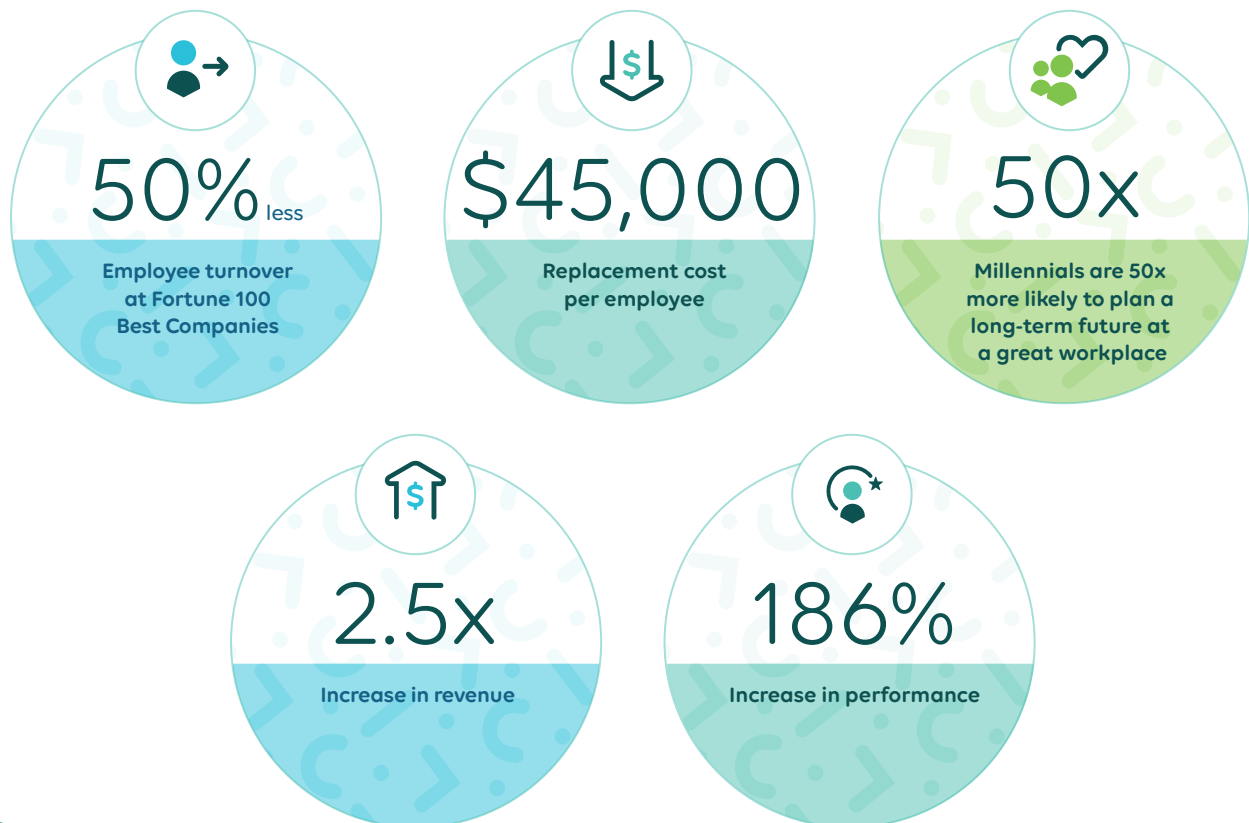 50% less
Employee turnover
at Fortune 100
Best Companies
$45,000
Replacement cost
per employee
50x
Millennials are 50x
more likely to plan a
long-term future at
a great workplace
2.5x
Increase in revenue
186%
Increase in performance